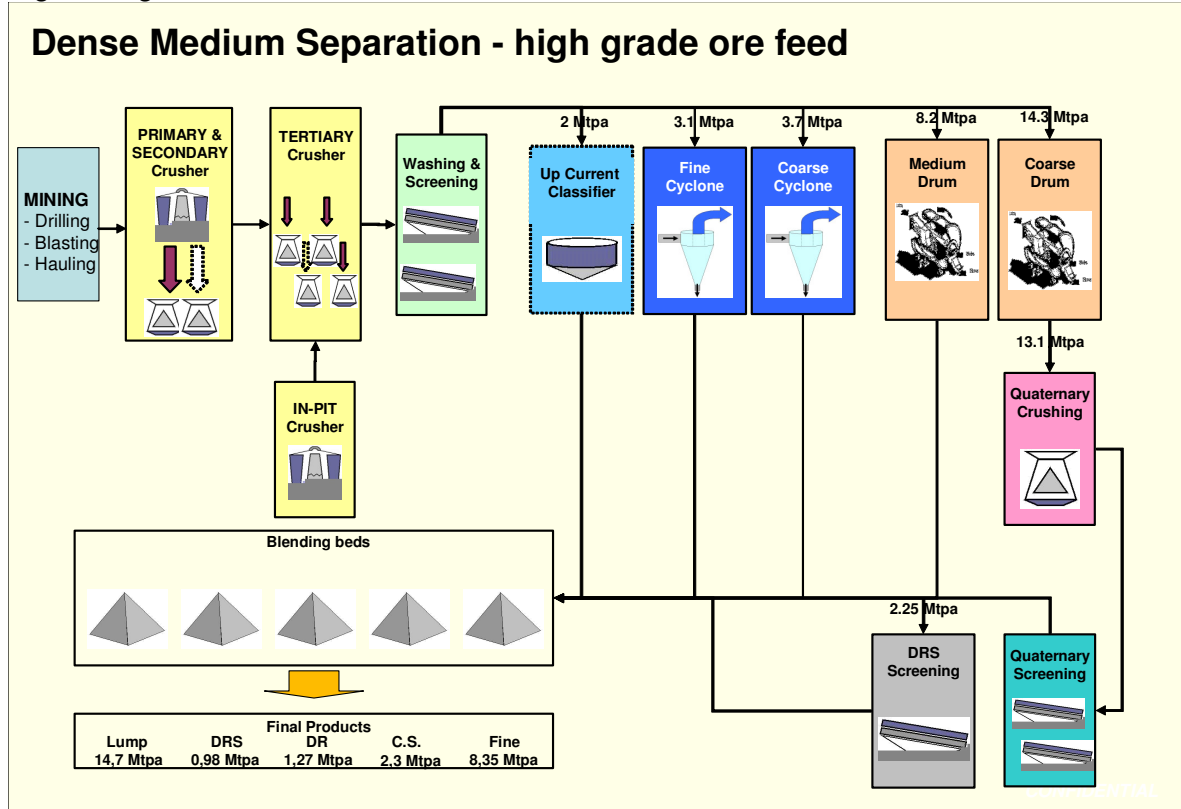 Dense Medium Separation - high grade ore feed
MINING
- Drilling
- Blasting
- Hauling
PRIMARY &
SECONDARY
Crusher
TERTIARY
Crusher
IN-PIT
Crusher
Washing &
Screening
2 Mtpa
Up Current
Classifier
3.1 Mtpa
Fine
Cyclone
3.7 Mtpa
Coarse
Cyclone
8.2 Mtpa
Medium
Drum
14.3 Mtpa
Coarse
Drum
13.1 Mtpa
Quaternary
Crushing
2.25 Mtpa
DRS
Screening
Quaternary
Screening
Blending beds
Final Products
Lump DRS DR C.S. Fine
14,7 Mtpa 0,98 Mtpa 1,27 Mtpa 2,3 Mtpa 8,35 Mtpa